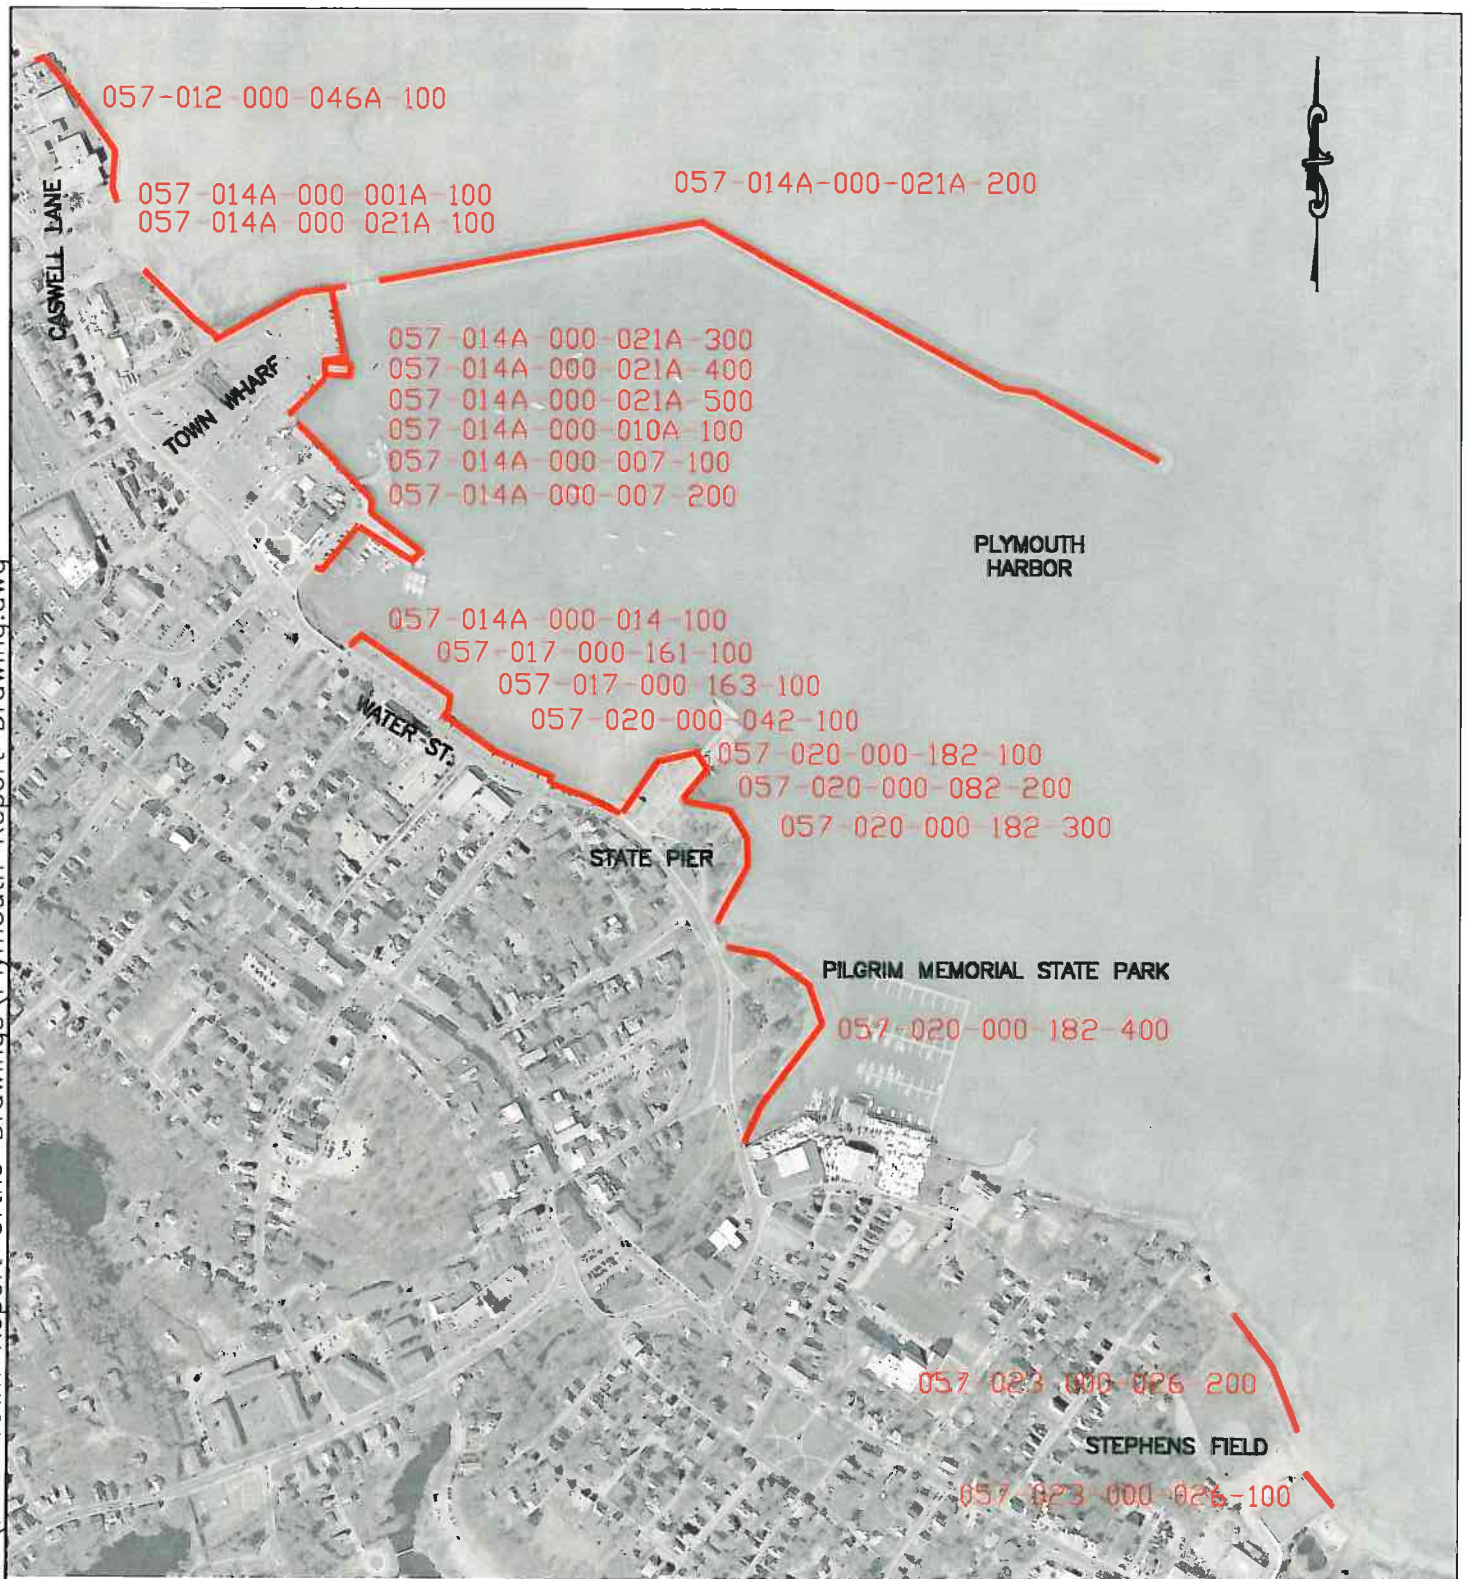 057-012-000-046A-100
057-014A-000-001A-100
057-014A-000-021A-100
057-014A-000-021A-200
CASWELL LANE
057-014A-000-021A-300
057-014A-000-021A-400
057-014A-000-021A-500
057-014A-000-010A-100
057-014A-000-007-100
057-014A-000-007-200
TOWN WHARF
PLYMOUTH
HARBOR
057-014A-000-014-100
057-017-000-161-100
057-017-000-163-100
057-020-000-042-100
WATER ST.
057-020-000-182-100
057-020-000-082-200
057-020-000-182-300
STATE PIER
PILGRIM MEMORIAL STATE PARK
057-020-000-182-400
057-023-000-026-200
STEPHENS FIELD
057-023-000-026-100